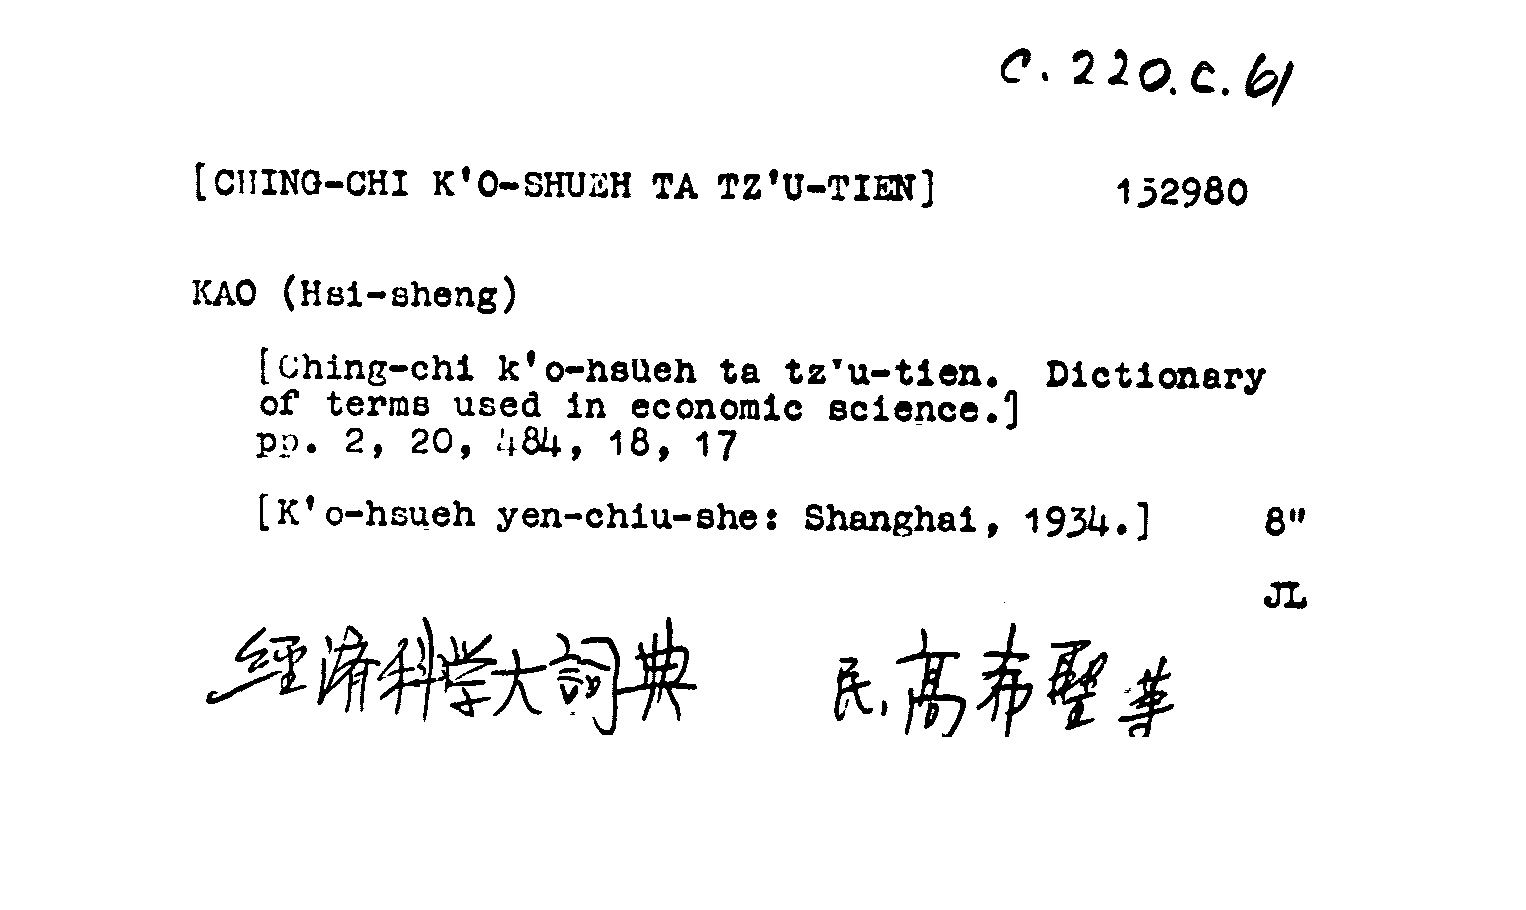 C. 220. C. 61
[CHING-CHI K'O-SHUEH TA TZ'U-TIEN] 152980
KAO (Hsi-sheng)
[Ching-chi k'o-hsüeh ta tz'u-tien. Dictionary
of terms used in economic science.]
pp. 2, 20, 484, 18, 17
[K'o-hsueh yen-chiu-she: Shanghai, 1934.] 8"
JL
經濟科学大詞典 民, 高希聖等